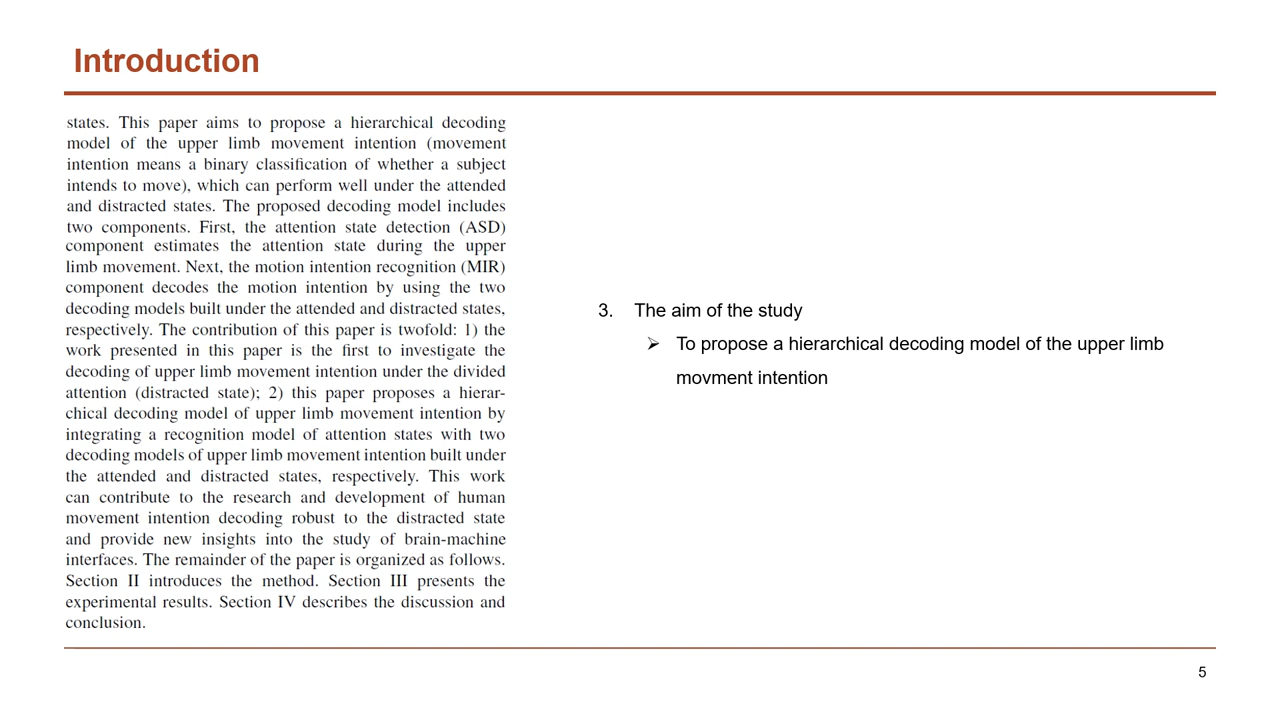 Introduction
states. This paper aims to propose a hierarchical decoding
model of the upper limb movement intention (movement
intention means a binary classification of whether a subject
intends to move), which can perform well under the attended
and distracted states. The proposed decoding model includes
two components. First, the attention state detection (ASD)
component estimates the attention state during the upper
limb movement. Next, the motion intention recognition (MIR)
component decodes the motion intention by using the two
decoding models built under the attended and distracted states,
respectively. The contribution of this paper is twofold: 1) the
work presented in this paper is the first to investigate the
decoding of upper limb movement intention under the divided
attention (distracted state); 2) this paper proposes a hierar-
chical decoding model of upper limb movement intention by
integrating a recognition model of attention states with two
decoding models of upper limb movement intention built under
the attended and distracted states, respectively. This work
can contribute to the research and development of human
movement intention decoding robust to the distracted state
and provide new insights into the study of brain-machine
interfaces. The remainder of the paper is organized as follows.
Section II introduces the method. Section III presents the
experimental results. Section IV describes the discussion and
conclusion.
3. The aim of the study
➢ To propose a hierarchical decoding model of the upper limb
movment intention
5